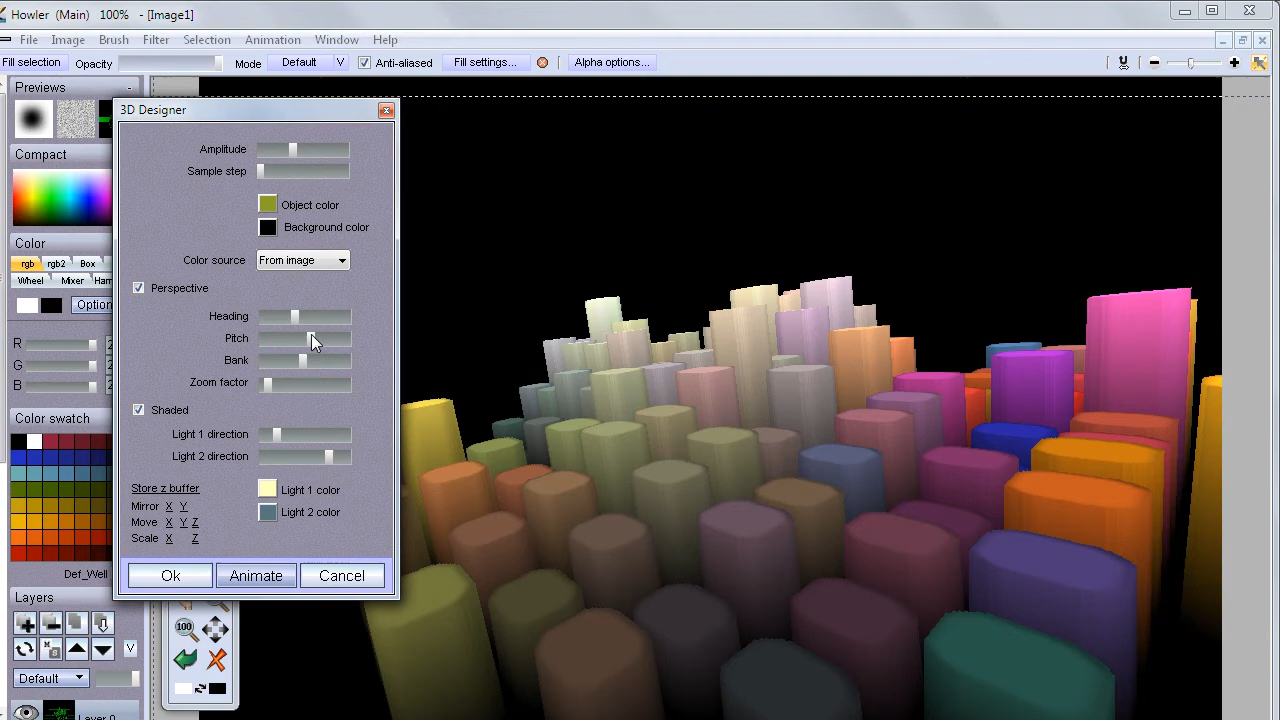 Howler (Main) 100% - [Image1]
File Image Brush Filter Selection Animation Window Help
Fill selection Opacity Mode Default V Anti-aliased Fill settings... Alpha options...
Previews -
3D Designer
Compact
Amplitude
Sample step
Object color
Background color
Color source From image
Perspective
Heading
Pitch
Bank
Zoom factor
Shaded
Light 1 direction
Light 2 direction
Store z buffer
Light 1 color
Mirror X Y
Light 2 color
Move X Y Z
Scale X Z
Ok Animate Cancel
Color
rgb rgb2 Box
Wheel Mixer
R
G
B
Color swatch
Layers
V
100
Default
Layer 0